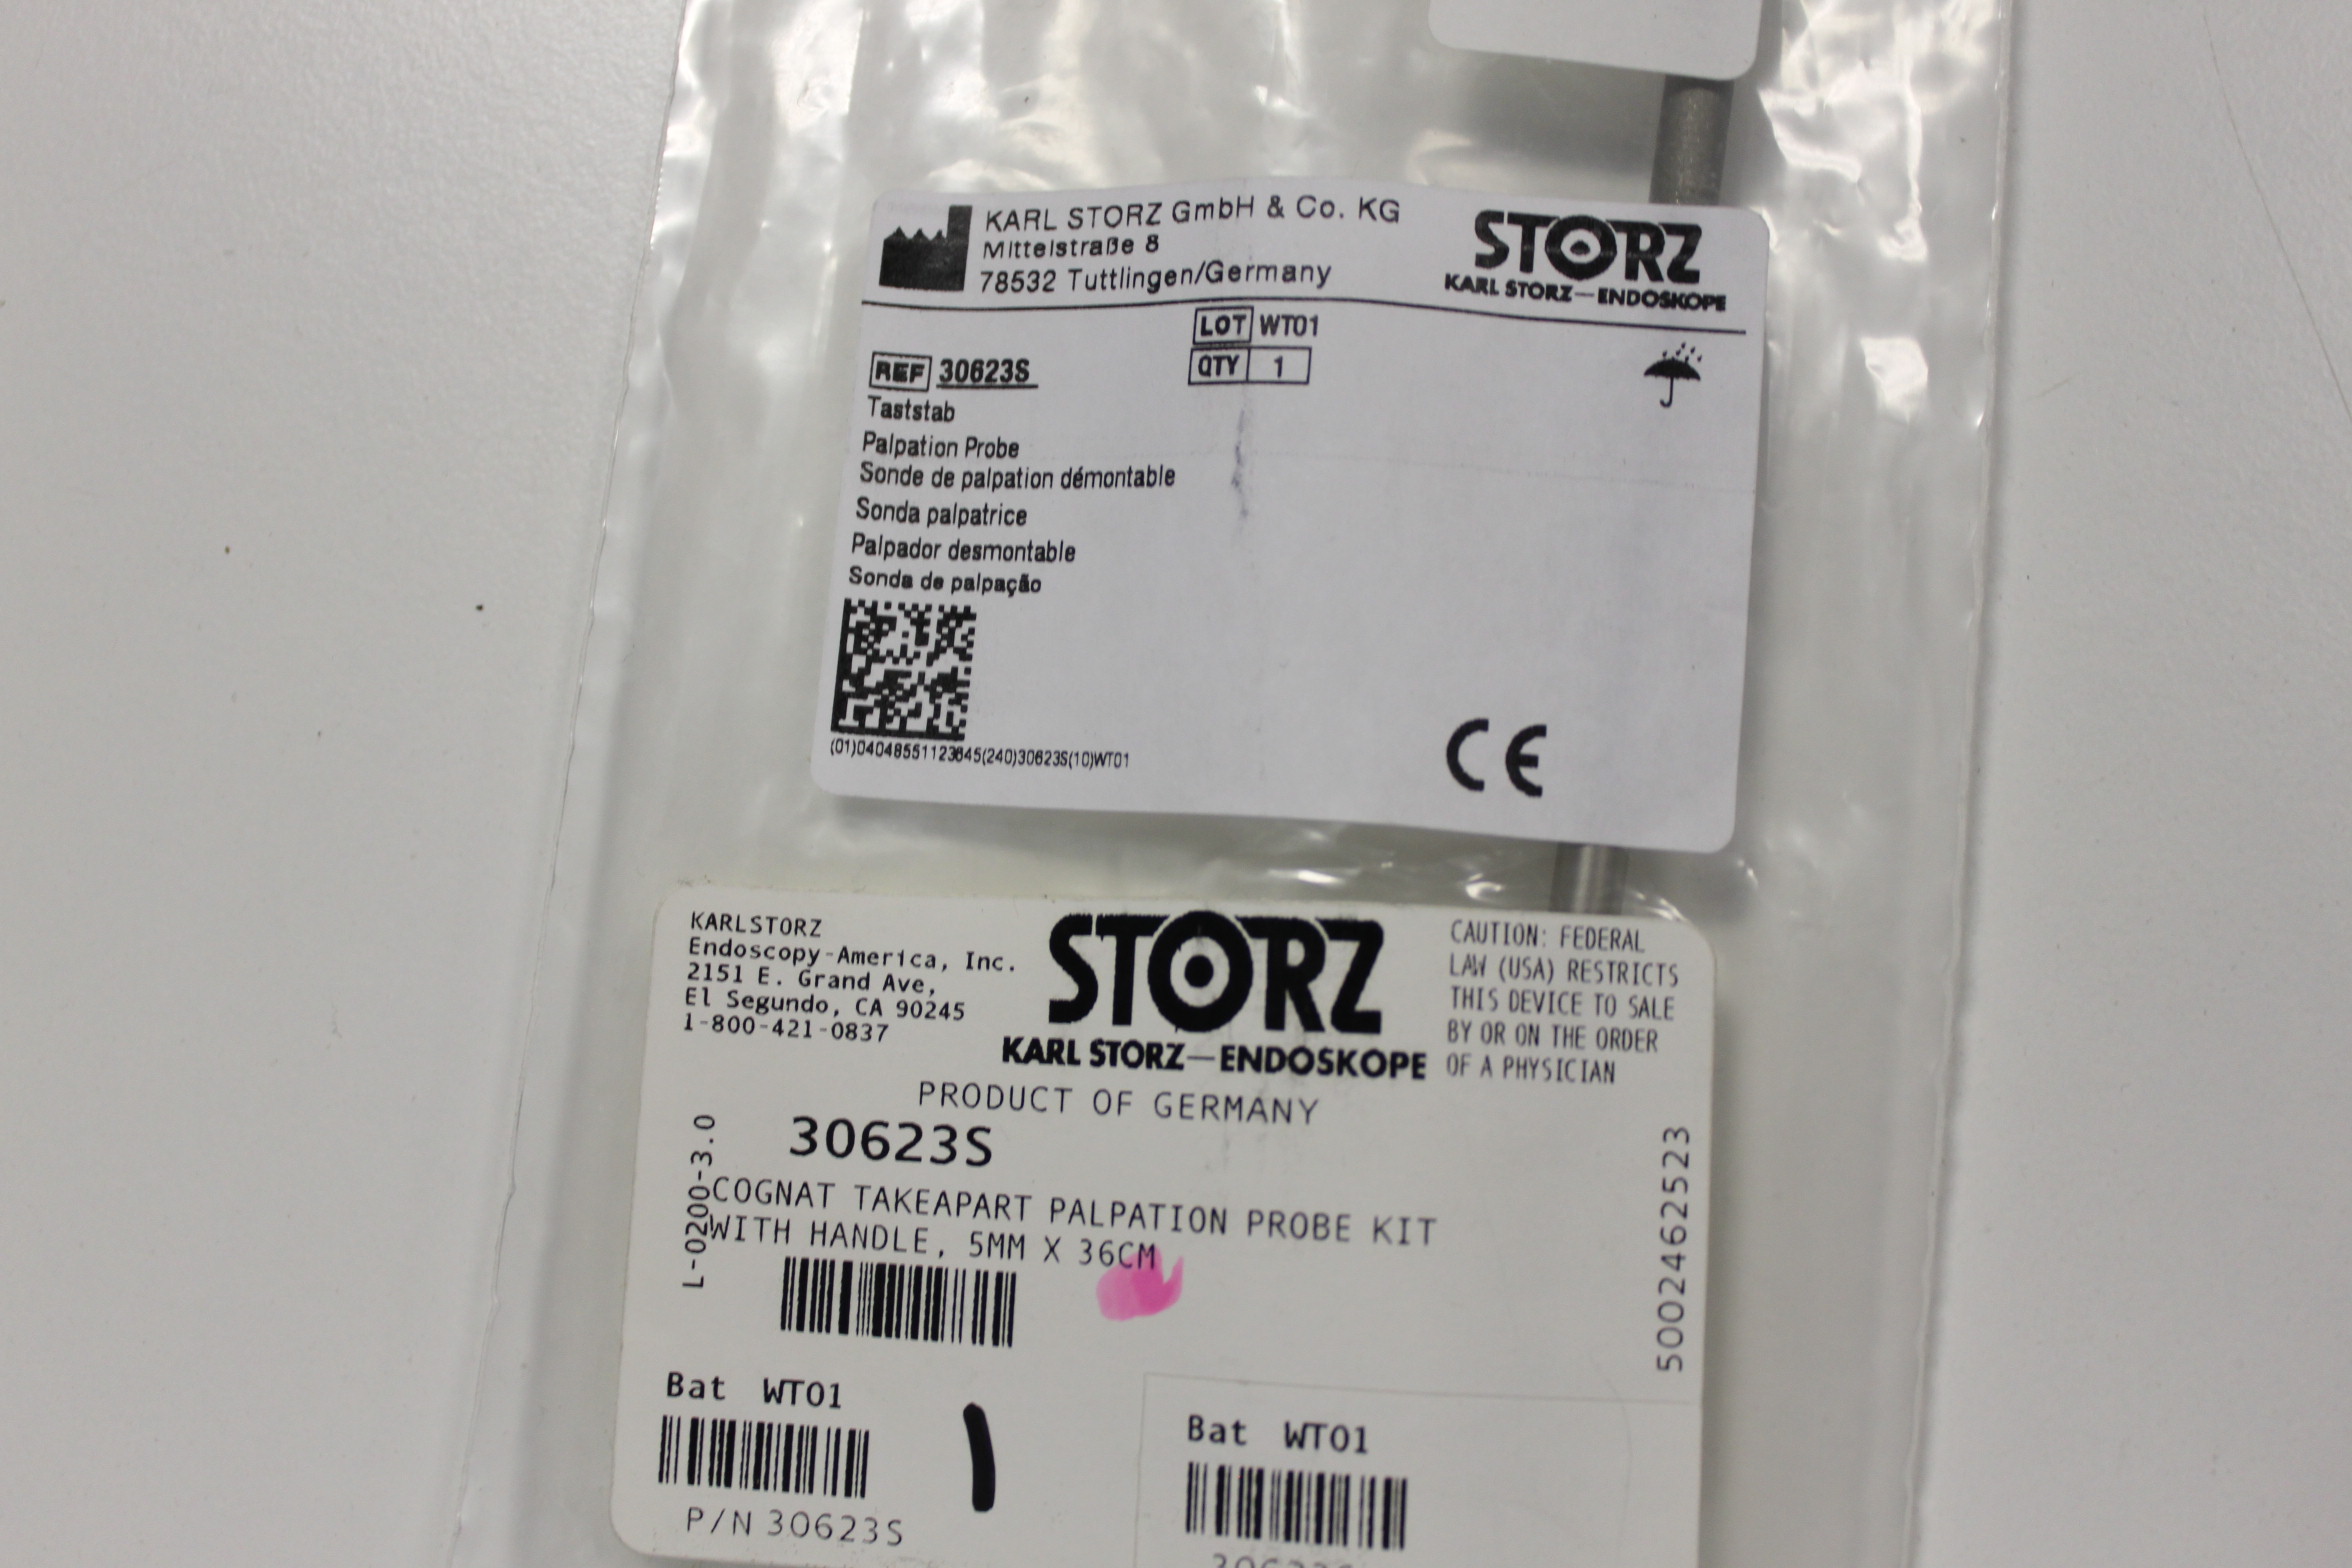 KARL STORZ GmbH & Co. KG
Mittelstraße 8
78532 Tuttlingen/Germany
STORZ
KARL STORZ—ENDOSKOPE
LOT WT01
REF 30623S
QTY 1
Taststab
Palpation Probe
Sonde de palpation démontable
Sonda palpatrice
Palpador desmontable
Sonda de palpação
(01)04048551123645(240)30623S(10)WT01
CE
KARLSTORZ
Endoscopy-America, Inc.
2151 E. Grand Ave,
El Segundo, CA 90245
1-800-421-0837
STORZ
KARL STORZ—ENDOSKOPE
CAUTION: FEDERAL
LAW (USA) RESTRICTS
THIS DEVICE TO SALE
BY OR ON THE ORDER
OF A PHYSICIAN
PRODUCT OF GERMANY
30623S
L-0200-3.0
COGNAT TAKEAPART PALPATION PROBE KIT
WITH HANDLE, 5MM X 36CM
5002462523
Bat WT01
1
P/N 30623S
Bat WT01